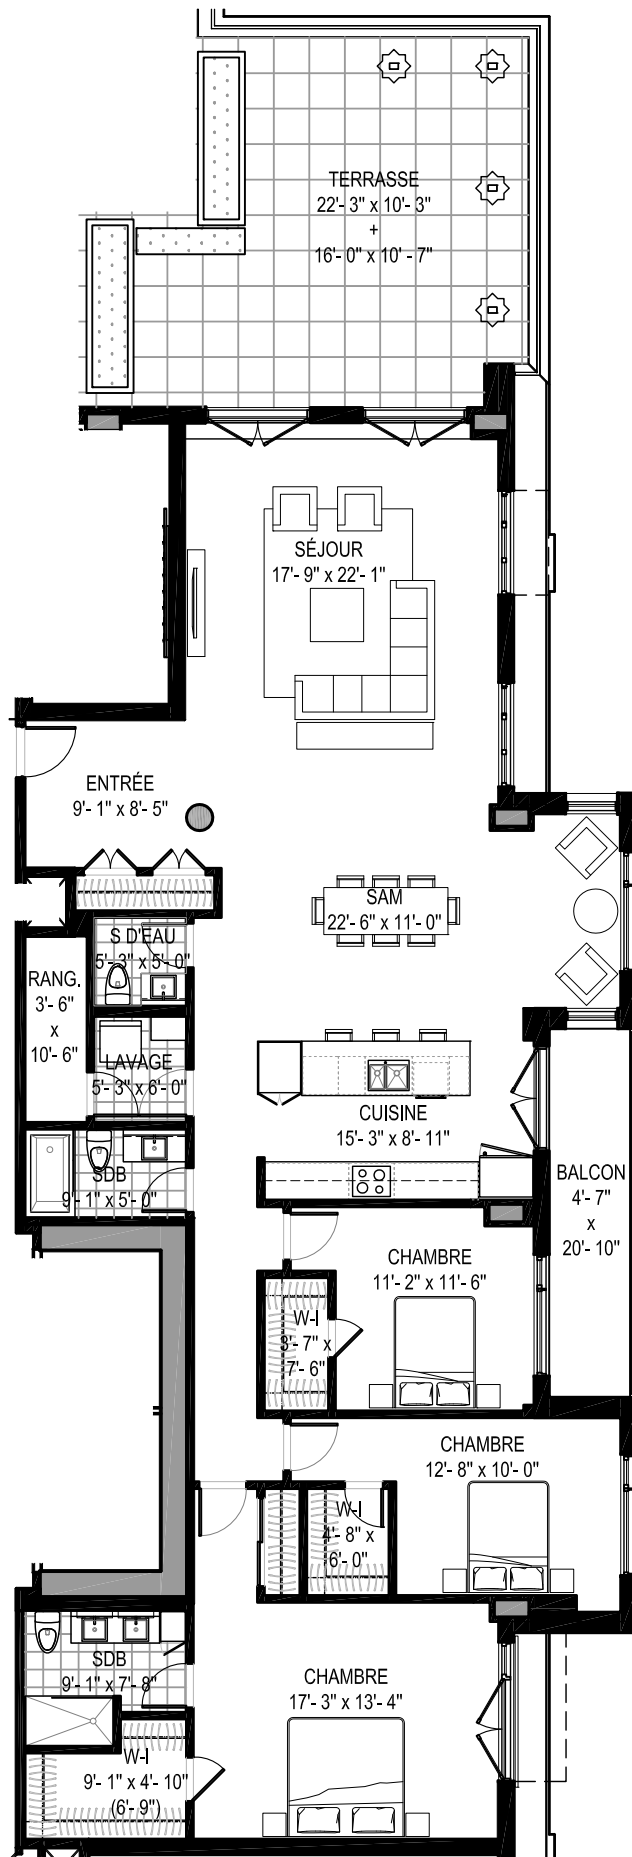 TERRASSE
22'- 3" x 10'- 3"
+
16'- 0" x 10' - 7"
SÉJOUR
17'- 9" x 22'- 1"
ENTRÉE
9'- 1" x 8'- 5"
SAM
22'- 6" x 11'- 0"
S D'EAU
5'- 3" x 5'- 0"
RANG.
3'- 6"
x
10'- 6"
LAVAGE
5'- 3" x 6'- 0"
CUISINE
15'- 3" x 8'- 11"
SDB
9'- 1" x 5'- 0"
BALCON
4'- 7"
x
20'- 10"
CHAMBRE
11'- 2" x 11'- 6"
W-I
3'- 7" x
7'- 6"
CHAMBRE
12'- 8" x 10'- 0"
W-I
4'- 8" x
6'- 0"
SDB
9'- 1" x 7'- 8"
CHAMBRE
17'- 3" x 13'- 4"
W-I
9'- 1" x 4'- 10"
(6'- 9")